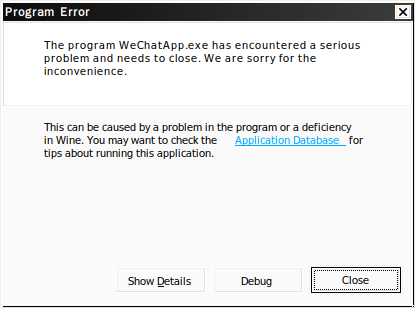 Program Error
The program WeChatApp.exe has encountered a serious
problem and needs to close. We are sorry for the
inconvenience.
This can be caused by a problem in the program or a deficiency
in Wine. You may want to check the Application Database for
tips about running this application.
Show Details Debug Close